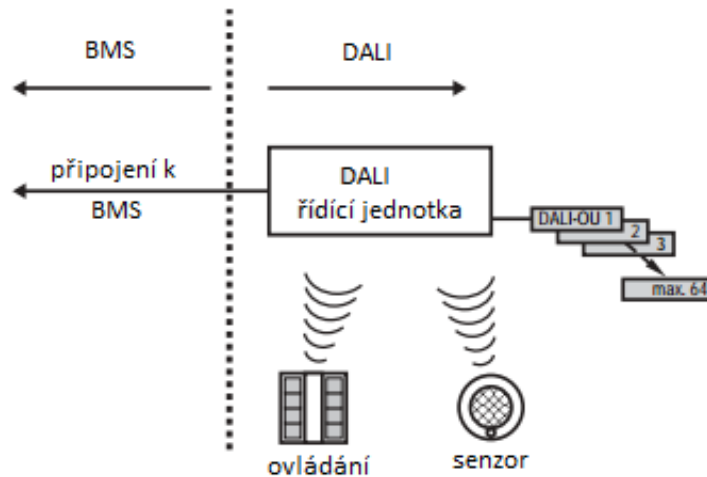 BMS
DALI
připojení k
BMS
DALI
řídící jednotka
DALI-OU 1
2
3
max. 64
ovládání
senzor